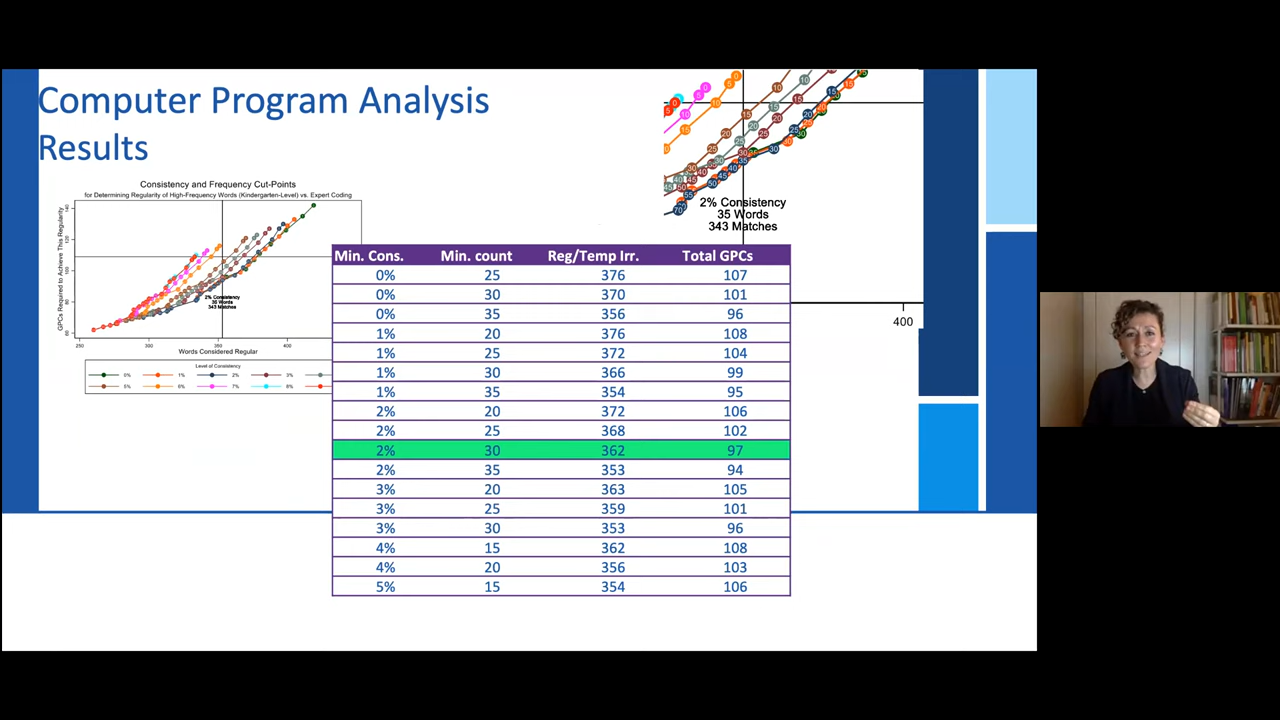 Computer Program Analysis
Results
Consistency and Frequency Cut-Points
for Determining Regularity of High-Frequency Words (Kindergarten-Level) vs. Expert Coding
GPCs Required to Achieve This Regularity
2% Consistency
35 Words
343 Matches
250 300 350 400
Words Considered Regular
Level of Consistency
0% 1% 2% 3%
5% 6% 7% 8%
2% Consistency
35 Words
343 Matches
400
Min. Cons. Min. count Reg/Temp Irr. Total GPCs
0% 25 376 107
0% 30 370 101
0% 35 356 96
1% 20 376 108
1% 25 372 104
1% 30 366 99
1% 35 354 95
2% 20 372 106
2% 25 368 102
2% 30 362 97
2% 35 353 94
3% 20 363 105
3% 25 359 101
3% 30 353 96
4% 15 362 108
4% 20 356 103
5% 15 354 106